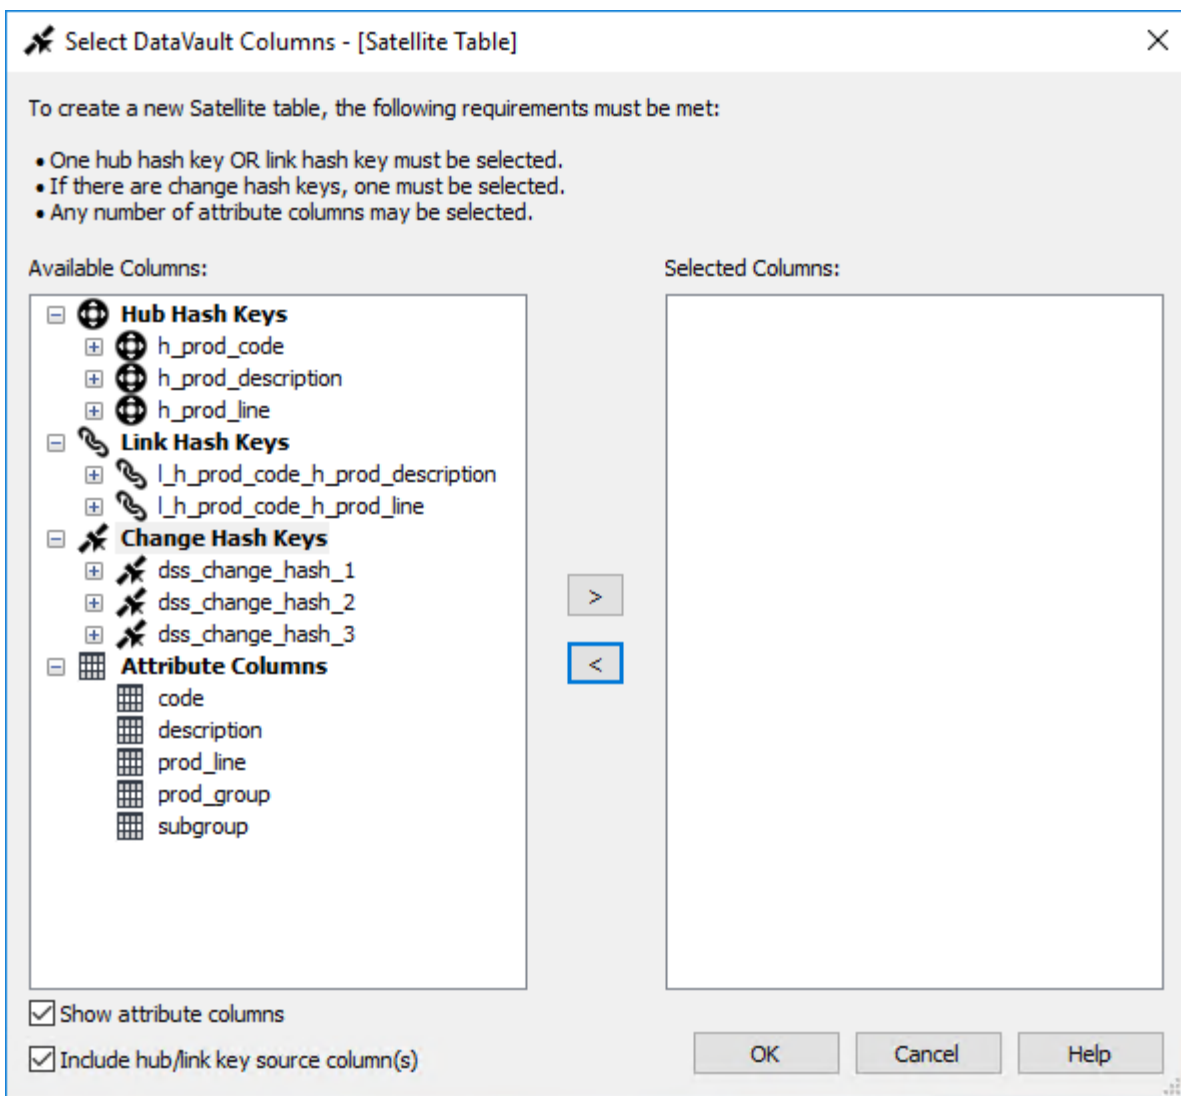 Select DataVault Columns - [Satellite Table]
To create a new Satellite table, the following requirements must be met:
• One hub hash key OR link hash key must be selected.
• If there are change hash keys, one must be selected.
• Any number of attribute columns may be selected.
Available Columns:
Selected Columns:
Hub Hash Keys
h_prod_code
h_prod_description
h_prod_line
Link Hash Keys
l_h_prod_code_h_prod_description
l_h_prod_code_h_prod_line
Change Hash Keys
dss_change_hash_1
dss_change_hash_2
dss_change_hash_3
Attribute Columns
code
description
prod_line
prod_group
subgroup
>
<
Show attribute columns
Include hub/link key source column(s)
OK
Cancel
Help